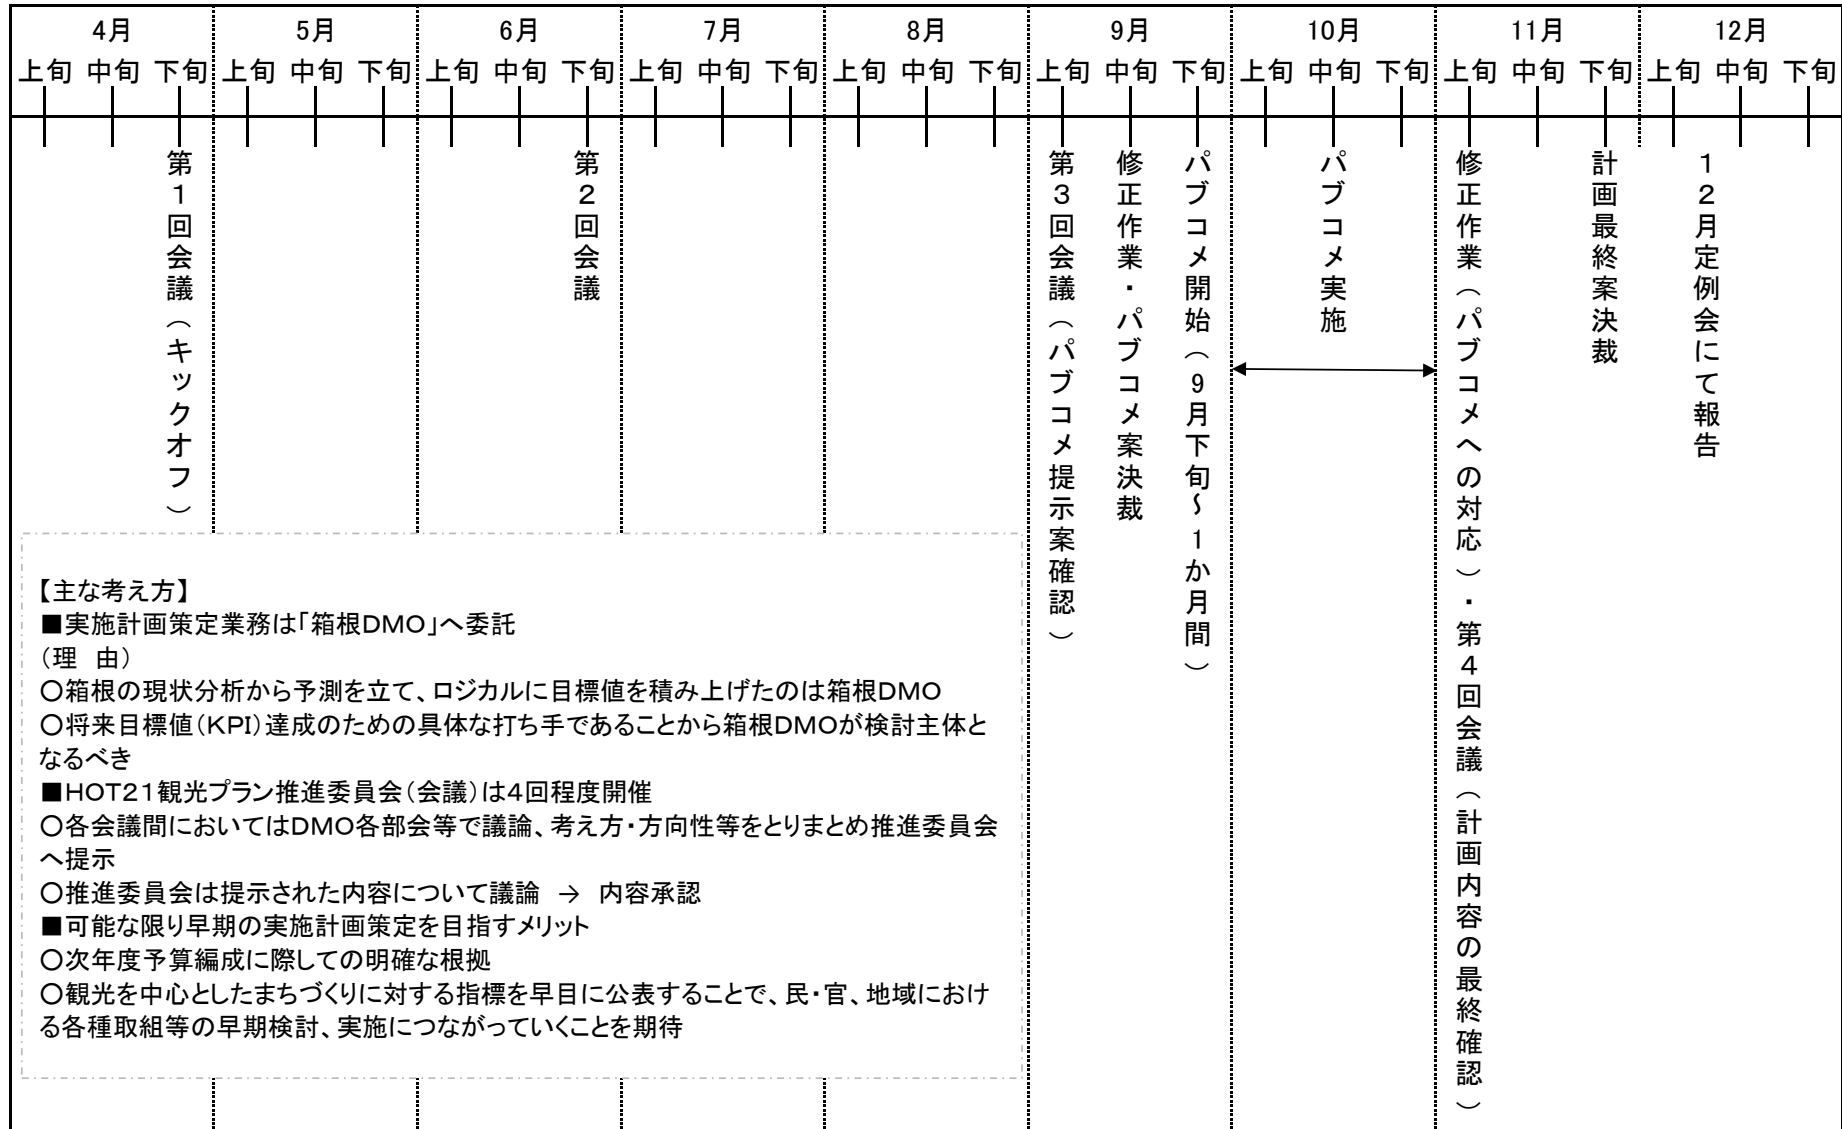 4月 5月 6月 7月 8月 9月 10月 11月 12月
上旬 中旬 下旬 上旬 中旬 下旬 上旬 中旬 下旬 上旬 中旬 下旬 上旬 中旬 下旬 上旬 中旬 下旬 上旬 中旬 下旬 上旬 中旬 下旬 上旬 中旬 下旬
第1回会議（キックオフ）
第2回会議
第3回会議（パブコメ提示案確認）
修正作業・パブコメ案決裁
パブコメ開始（9月下旬～1か月間）
パブコメ実施
修正作業（パブコメへの対応）・第4回会議（計画内容の最終確認）
計画最終案決裁
12月定例会にて報告
【主な考え方】
■実施計画策定業務は「箱根DMO」へ委託
（理　由）
○箱根の現状分析から予測を立て、ロジカルに目標値を積み上げたのは箱根DMO
○将来目標値（KPI）達成のための具体な打ち手であることから箱根DMOが検討主体と
なるべき
■HOT21観光プラン推進委員会（会議）は4回程度開催
○各会議間においてはDMO各部会等で議論、考え方・方向性等をとりまとめ推進委員会
へ提示
○推進委員会は提示された内容について議論　→　内容承認
■可能な限り早期の実施計画策定を目指すメリット
○次年度予算編成に際しての明確な根拠
○観光を中心としたまちづくりに対する指標を早目に公表することで、民・官、地域におけ
る各種取組等の早期検討、実施につながっていくことを期待